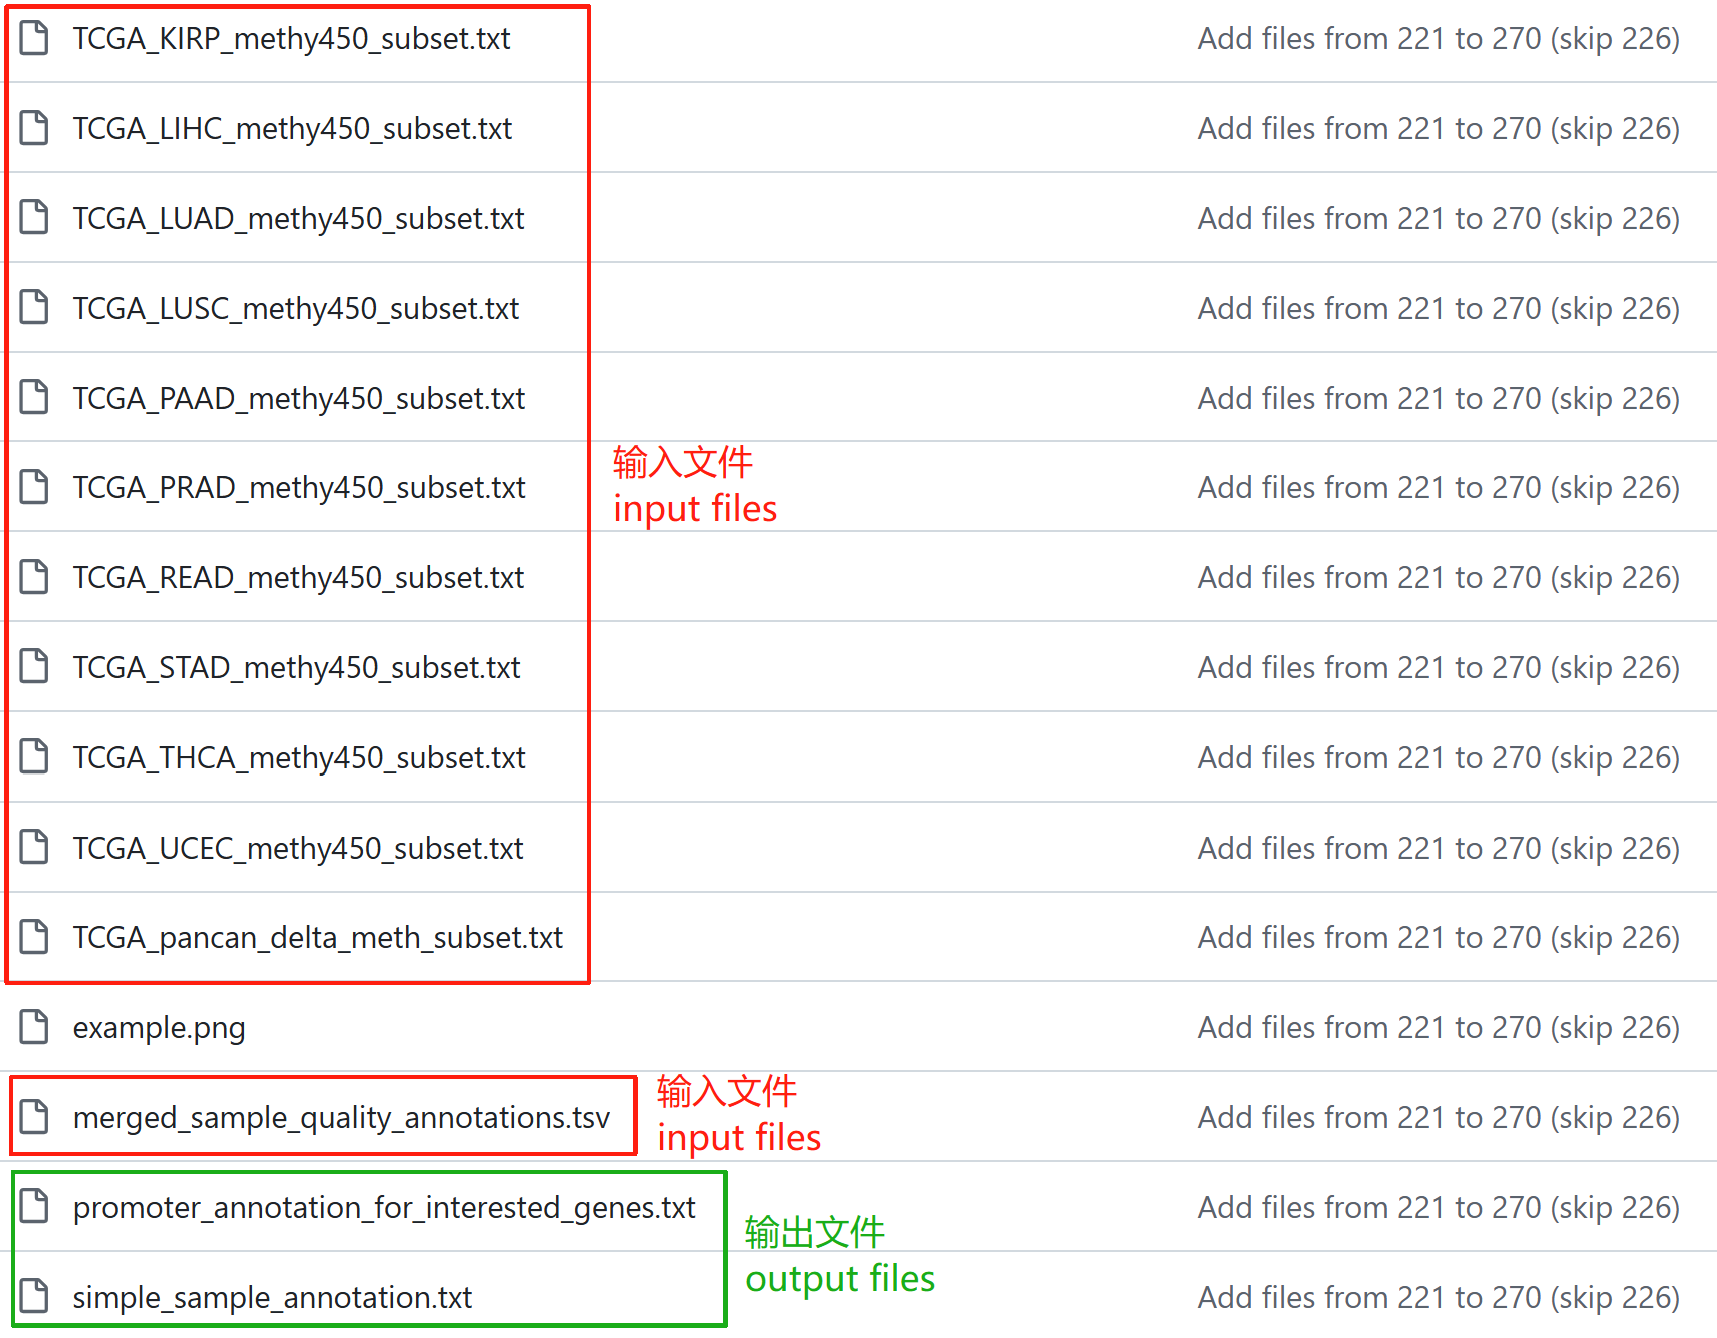 TCGA_KIRP_methy450_subset.txt Add files from 221 to 270 (skip 226)
TCGA_LIHC_methy450_subset.txt Add files from 221 to 270 (skip 226)
TCGA_LUAD_methy450_subset.txt Add files from 221 to 270 (skip 226)
TCGA_LUSC_methy450_subset.txt Add files from 221 to 270 (skip 226)
TCGA_PAAD_methy450_subset.txt Add files from 221 to 270 (skip 226)
输入文件
TCGA_PRAD_methy450_subset.txt Add files from 221 to 270 (skip 226)
input files
TCGA_READ_methy450_subset.txt Add files from 221 to 270 (skip 226)
TCGA_STAD_methy450_subset.txt Add files from 221 to 270 (skip 226)
TCGA_THCA_methy450_subset.txt Add files from 221 to 270 (skip 226)
TCGA_UCEC_methy450_subset.txt Add files from 221 to 270 (skip 226)
TCGA_pancan_delta_meth_subset.txt Add files from 221 to 270 (skip 226)
example.png Add files from 221 to 270 (skip 226)
输入文件
merged_sample_quality_annotations.tsv Add files from 221 to 270 (skip 226)
input files
promoter_annotation_for_interested_genes.txt Add files from 221 to 270 (skip 226)
输出文件
output files
simple_sample_annotation.txt Add files from 221 to 270 (skip 226)